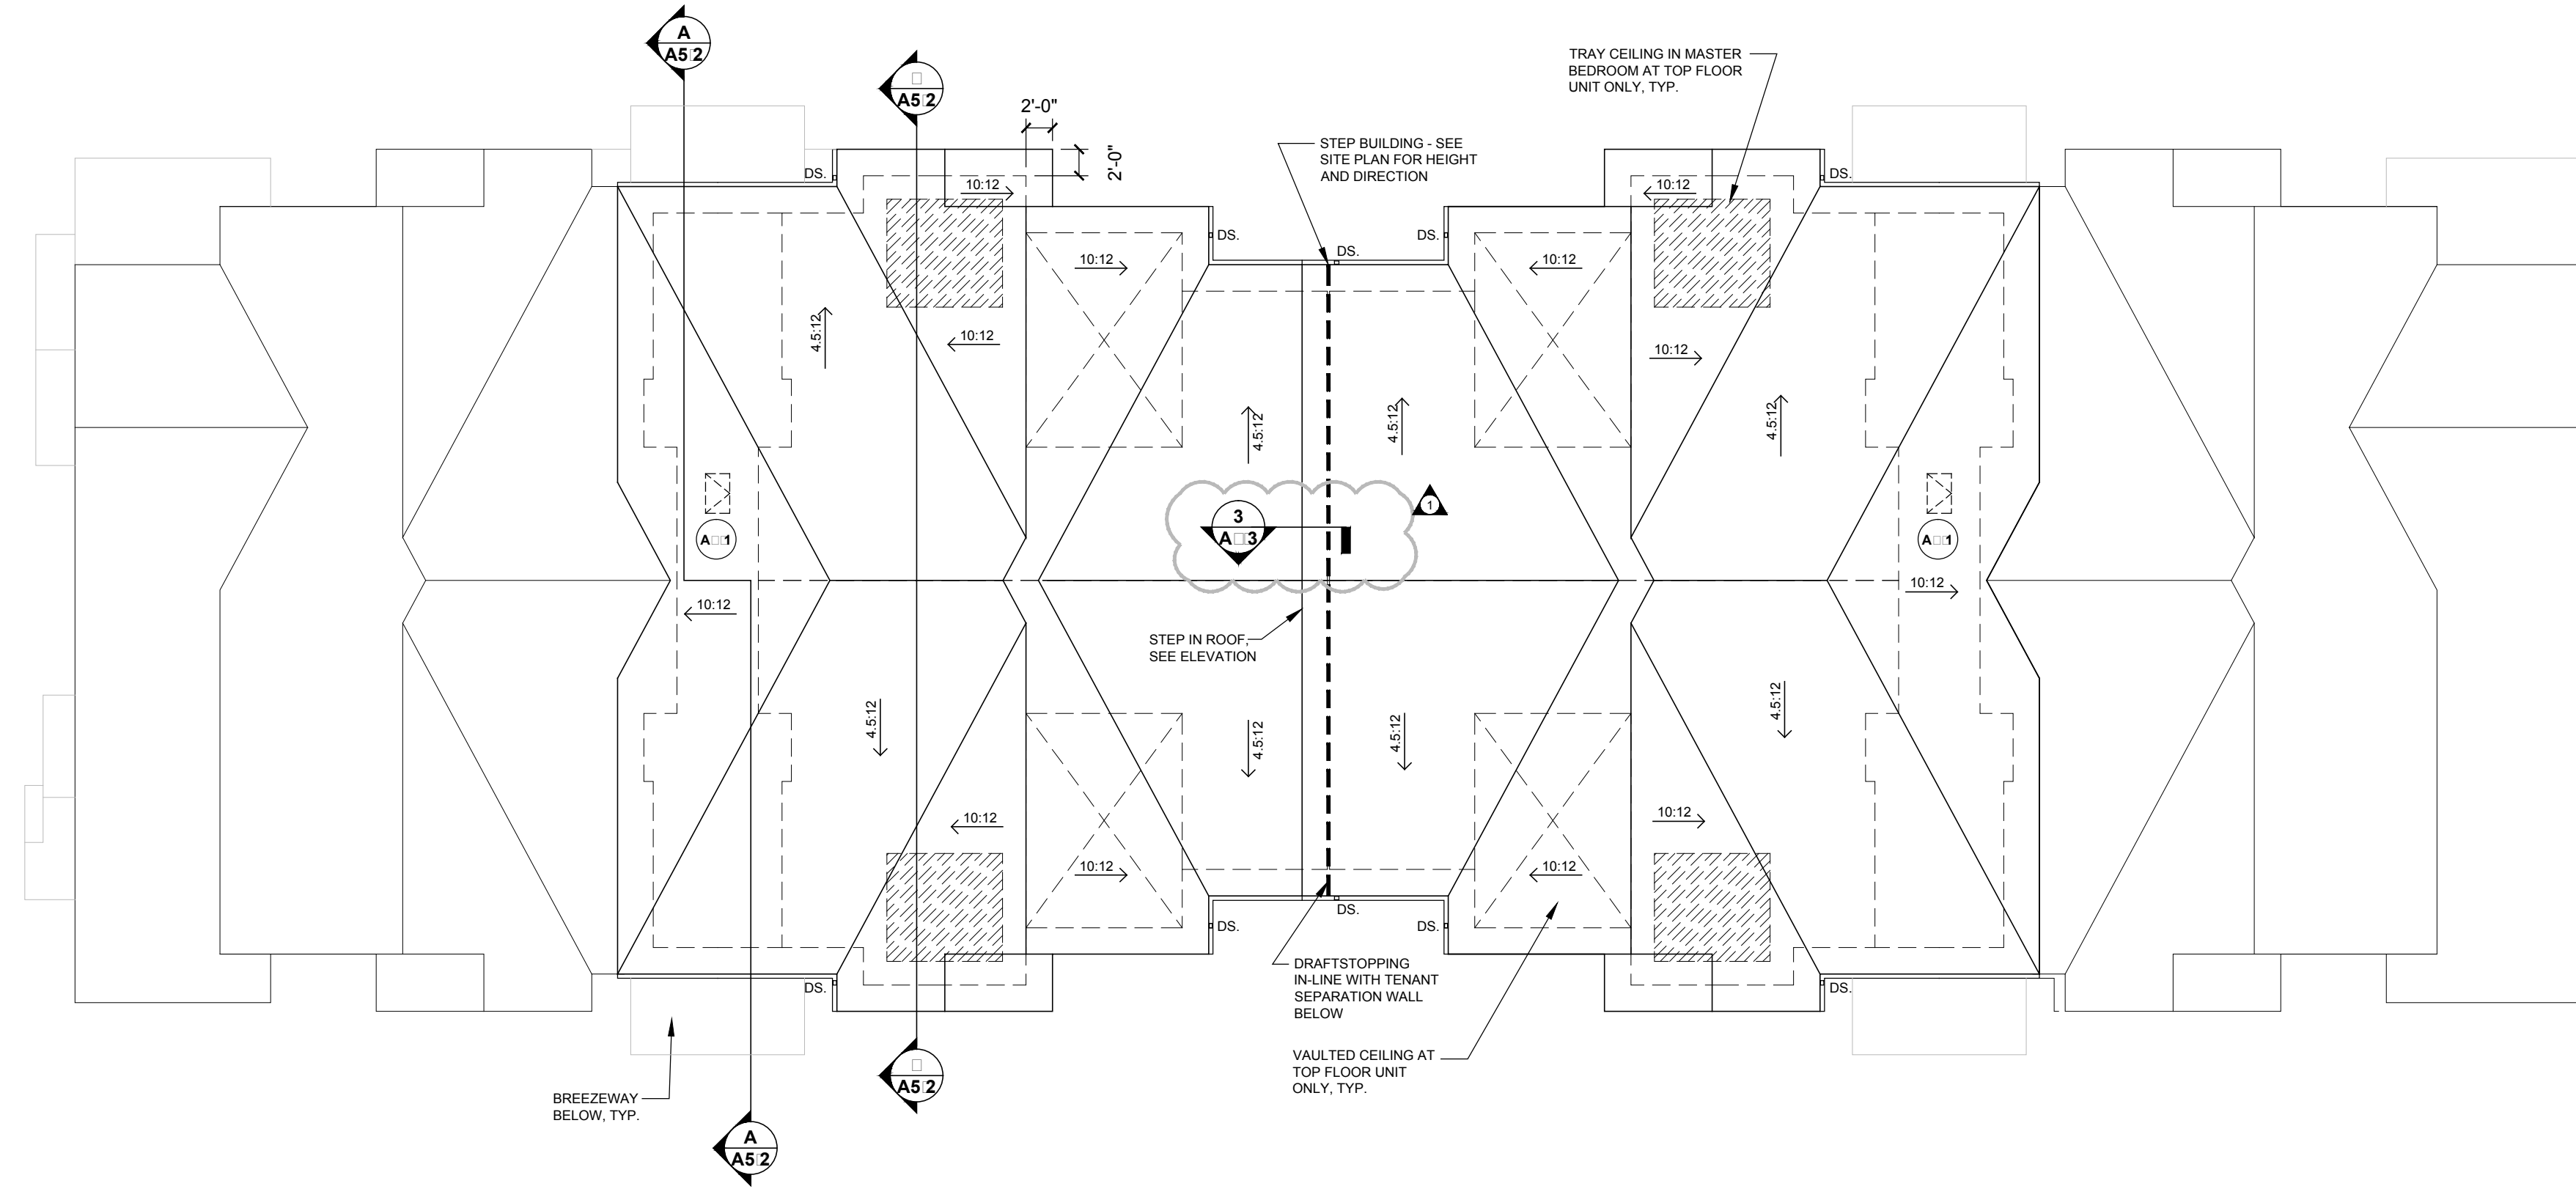 A
A5□2
□
A5□2
TRAY CEILING IN MASTER
BEDROOM AT TOP FLOOR
UNIT ONLY, TYP.
2'-0"
2'-0"
STEP BUILDING - SEE
SITE PLAN FOR HEIGHT
AND DIRECTION
DS.
DS.
10:12
10:12
DS.
DS.
DS.
10:12
10:12
4.5:12
10:12
10:12
4.5:12
4.5:12
4.5:12
3
A□□3
1
A□□1
A□□1
10:12
10:12
STEP IN ROOF,
SEE ELEVATION
4.5:12
4.5:12
4.5:12
4.5:12
10:12
10:12
10:12
10:12
DS.
DS.
DS.
DS.
DS.
DRAFTSTOPPING
IN-LINE WITH TENANT
SEPARATION WALL
BELOW
VAULTED CEILING AT
TOP FLOOR UNIT
ONLY, TYP.
□
A5□2
BREEZEWAY
BELOW, TYP.
A
A5□2